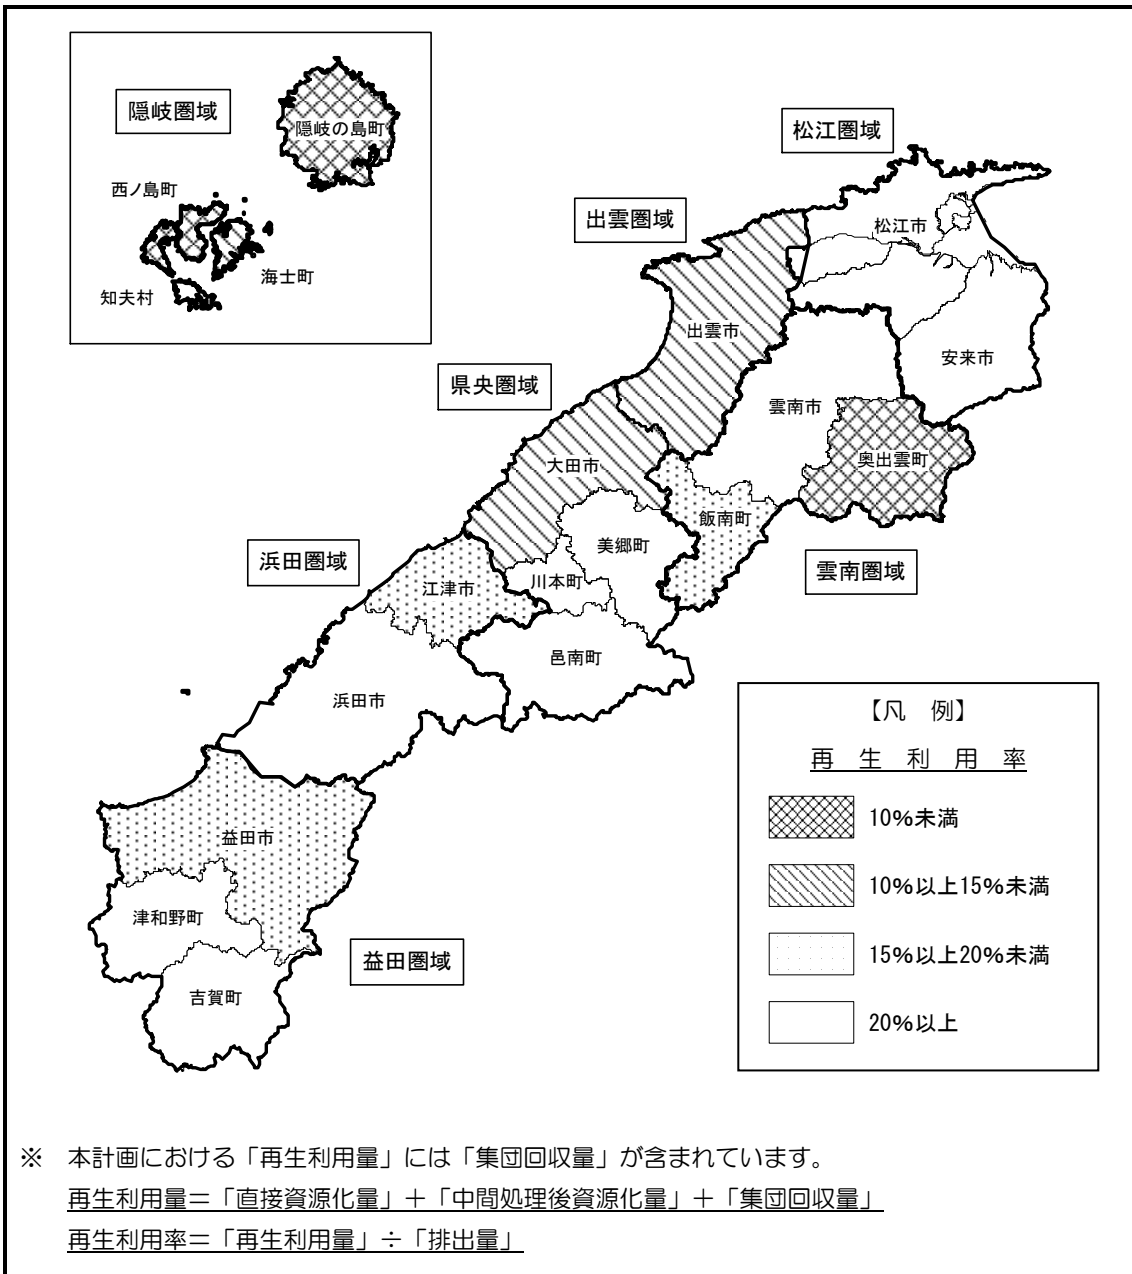 隠岐圏域
隠岐の島町
西ノ島町
海士町
知夫村
松江圏域
松江市
安来市
出雲圏域
出雲市
雲南市
奥出雲町
飯南町
雲南圏域
県央圏域
大田市
美郷町
川本町
邑南町
浜田圏域
江津市
浜田市
益田市
津和野町
吉賀町
益田圏域
【凡　例】
再　生　利　用　率
10%未満
10%以上15%未満
15%以上20%未満
20%以上
※　本計画における「再生利用量」には「集団回収量」が含まれています。
再生利用量＝「直接資源化量」＋「中間処理後資源化量」＋「集団回収量」
再生利用率＝「再生利用量」÷「排出量」